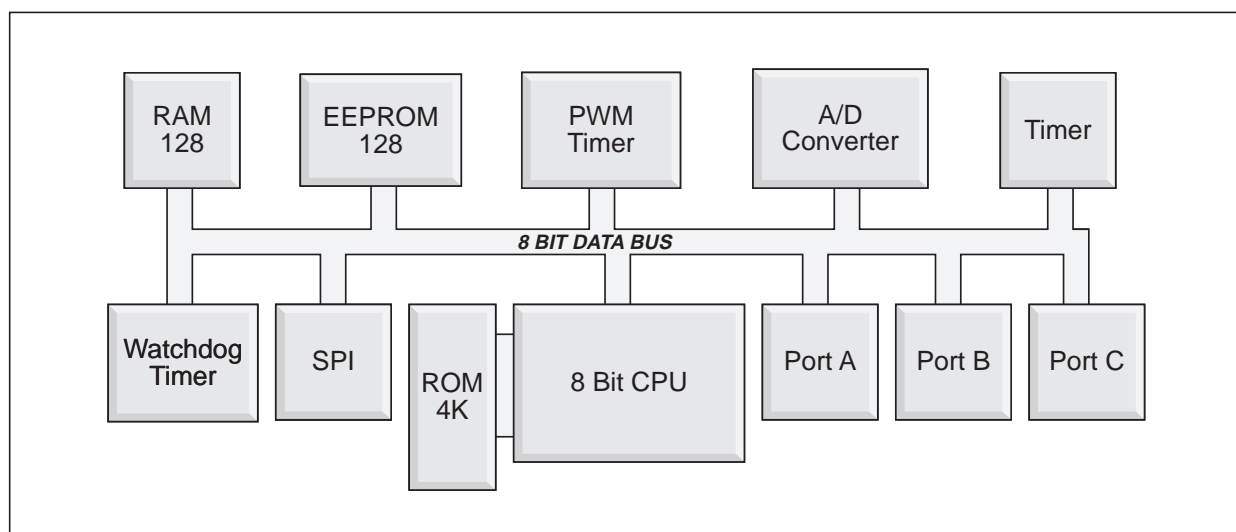 RAM
128
EEPROM
128
PWM
Timer
A/D
Converter
Timer
8 BIT DATA BUS
Watchdog
Timer
SPI
ROM
4K
8 Bit CPU
Port A
Port B
Port C